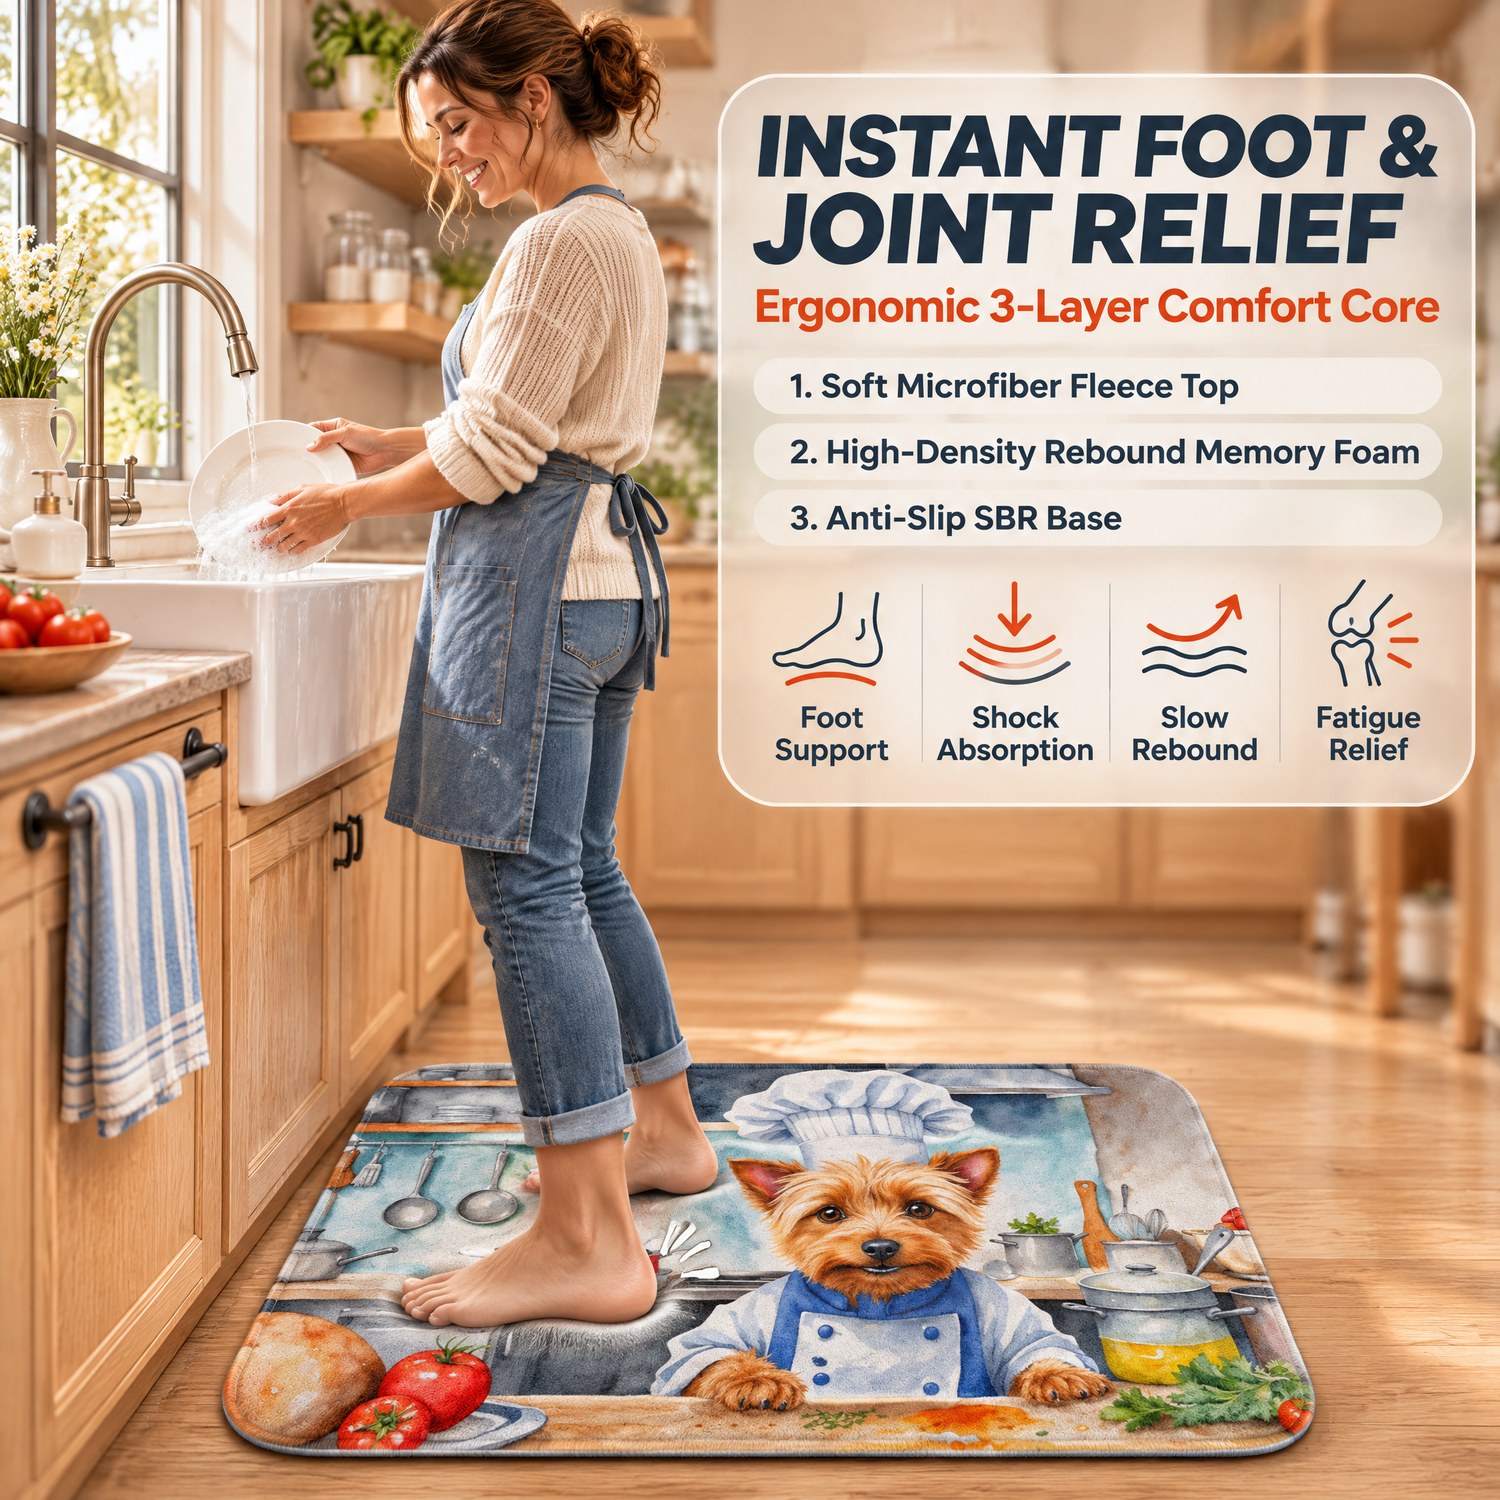 INSTANT FOOT &
JOINT RELIEF
Ergonomic 3-Layer Comfort Core
1. Soft Microfiber Fleece Top
2. High-Density Rebound Memory Foam
3. Anti-Slip SBR Base
Foot
Support
Shock
Absorption
Slow
Rebound
Fatigue
Relief